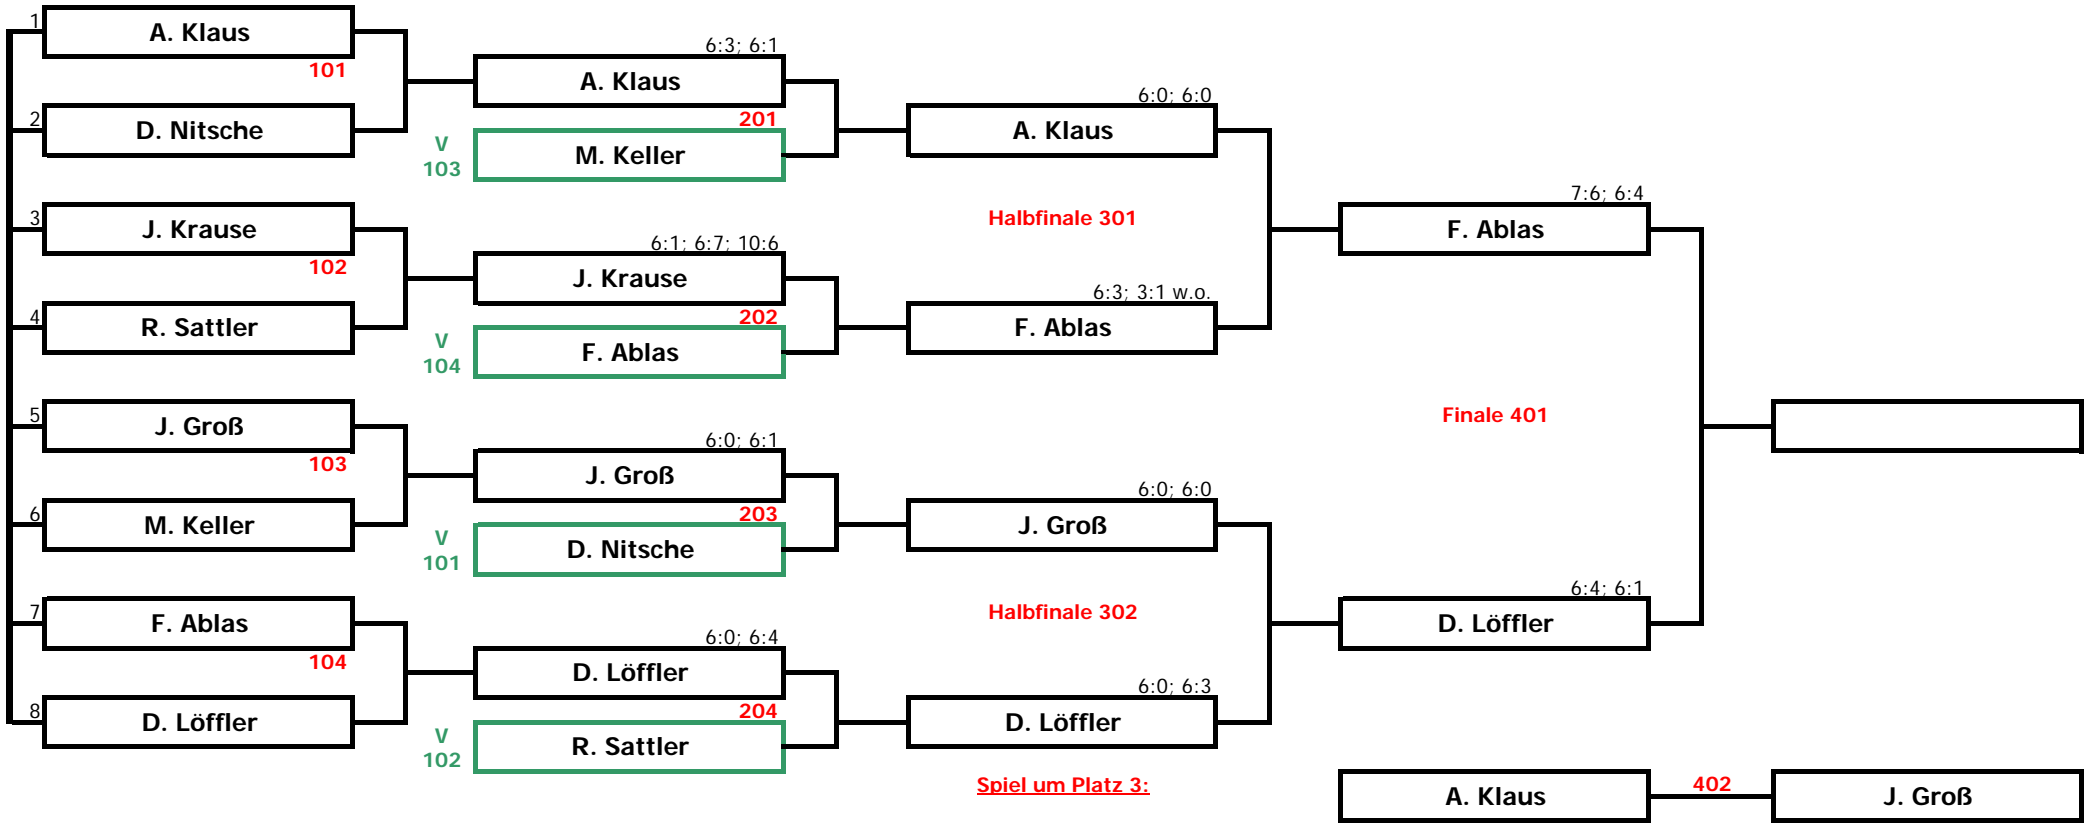 1
A. Klaus
101
2
D. Nitsche
3
J. Krause
102
4
R. Sattler
5
J. Groß
103
6
M. Keller
7
F. Ablas
104
8
D. Löffler
6:3; 6:1
A. Klaus
201
V
103
M. Keller
6:1; 6:7; 10:6
J. Krause
202
V
104
F. Ablas
6:0; 6:1
J. Groß
203
V
101
D. Nitsche
6:0; 6:4
D. Löffler
204
V
102
R. Sattler
6:0; 6:0
A. Klaus
Halbfinale 301
6:3; 3:1 w.o.
F. Ablas
6:0; 6:0
J. Groß
Halbfinale 302
6:0; 6:3
D. Löffler
7:6; 6:4
F. Ablas
Finale 401
6:4; 6:1
D. Löffler
Spiel um Platz 3:
A. Klaus
402
J. Groß